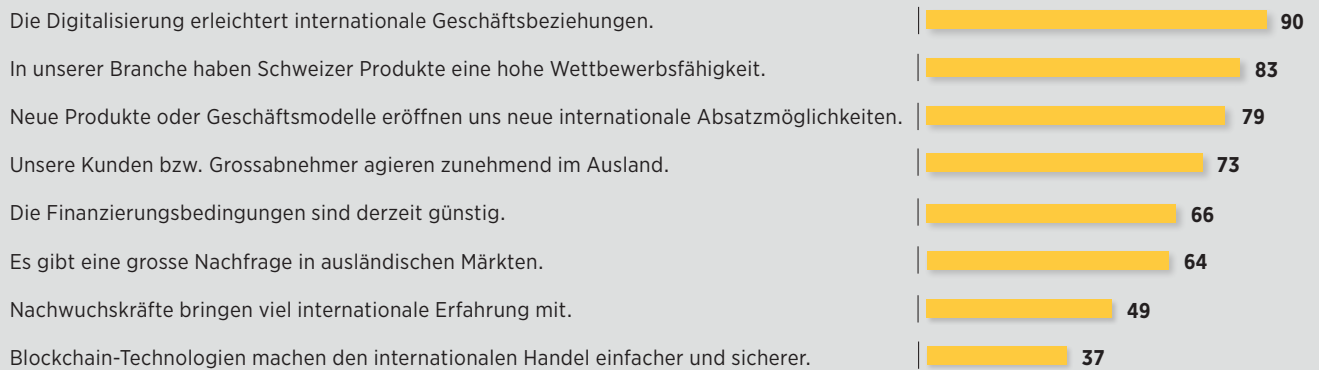 Die Digitalisierung erleichtert internationale Geschäftsbeziehungen. 90
In unserer Branche haben Schweizer Produkte eine hohe Wettbewerbsfähigkeit. 83
Neue Produkte oder Geschäftsmodelle eröffnen uns neue internationale Absatzmöglichkeiten. 79
Unsere Kunden bzw. Grossabnehmer agieren zunehmend im Ausland. 73
Die Finanzierungsbedingungen sind derzeit günstig. 66
Es gibt eine grosse Nachfrage in ausländischen Märkten. 64
Nachwuchskräfte bringen viel internationale Erfahrung mit. 49
Blockchain-Technologien machen den internationalen Handel einfacher und sicherer. 37